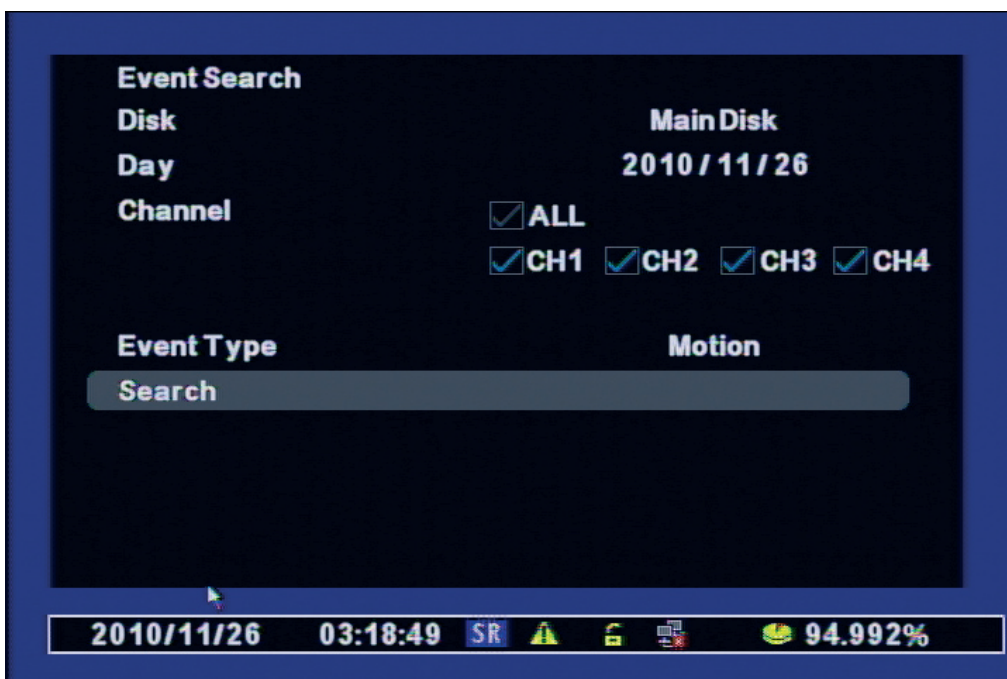 Event Search
Disk Main Disk
Day 2010/11/26
Channel ALL
CH1 CH2 CH3 CH4
Event Type Motion
Search
2010/11/26 03:18:49 SR 94.992%